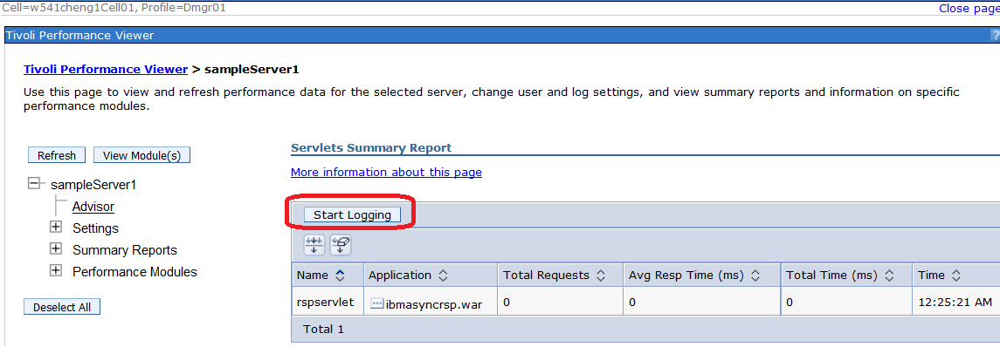 Cell=w541cheng1Cell01, Profile=Dmgr01
Close page
Tivoli Performance Viewer
?
Tivoli Performance Viewer > sampleServer1
Use this page to view and refresh performance data for the selected server, change user and log settings, and view summary reports and information on specific
performance modules.
Refresh
View Module(s)
sampleServer1
Advisor
Settings
Summary Reports
Performance Modules
Deselect All
Servlets Summary Report
More information about this page
Start Logging
Name Application Total Requests Avg Resp Time (ms) Total Time (ms) Time
rspservlet ibmasyncrsp.war 0 0 0 12:25:21 AM
Total 1